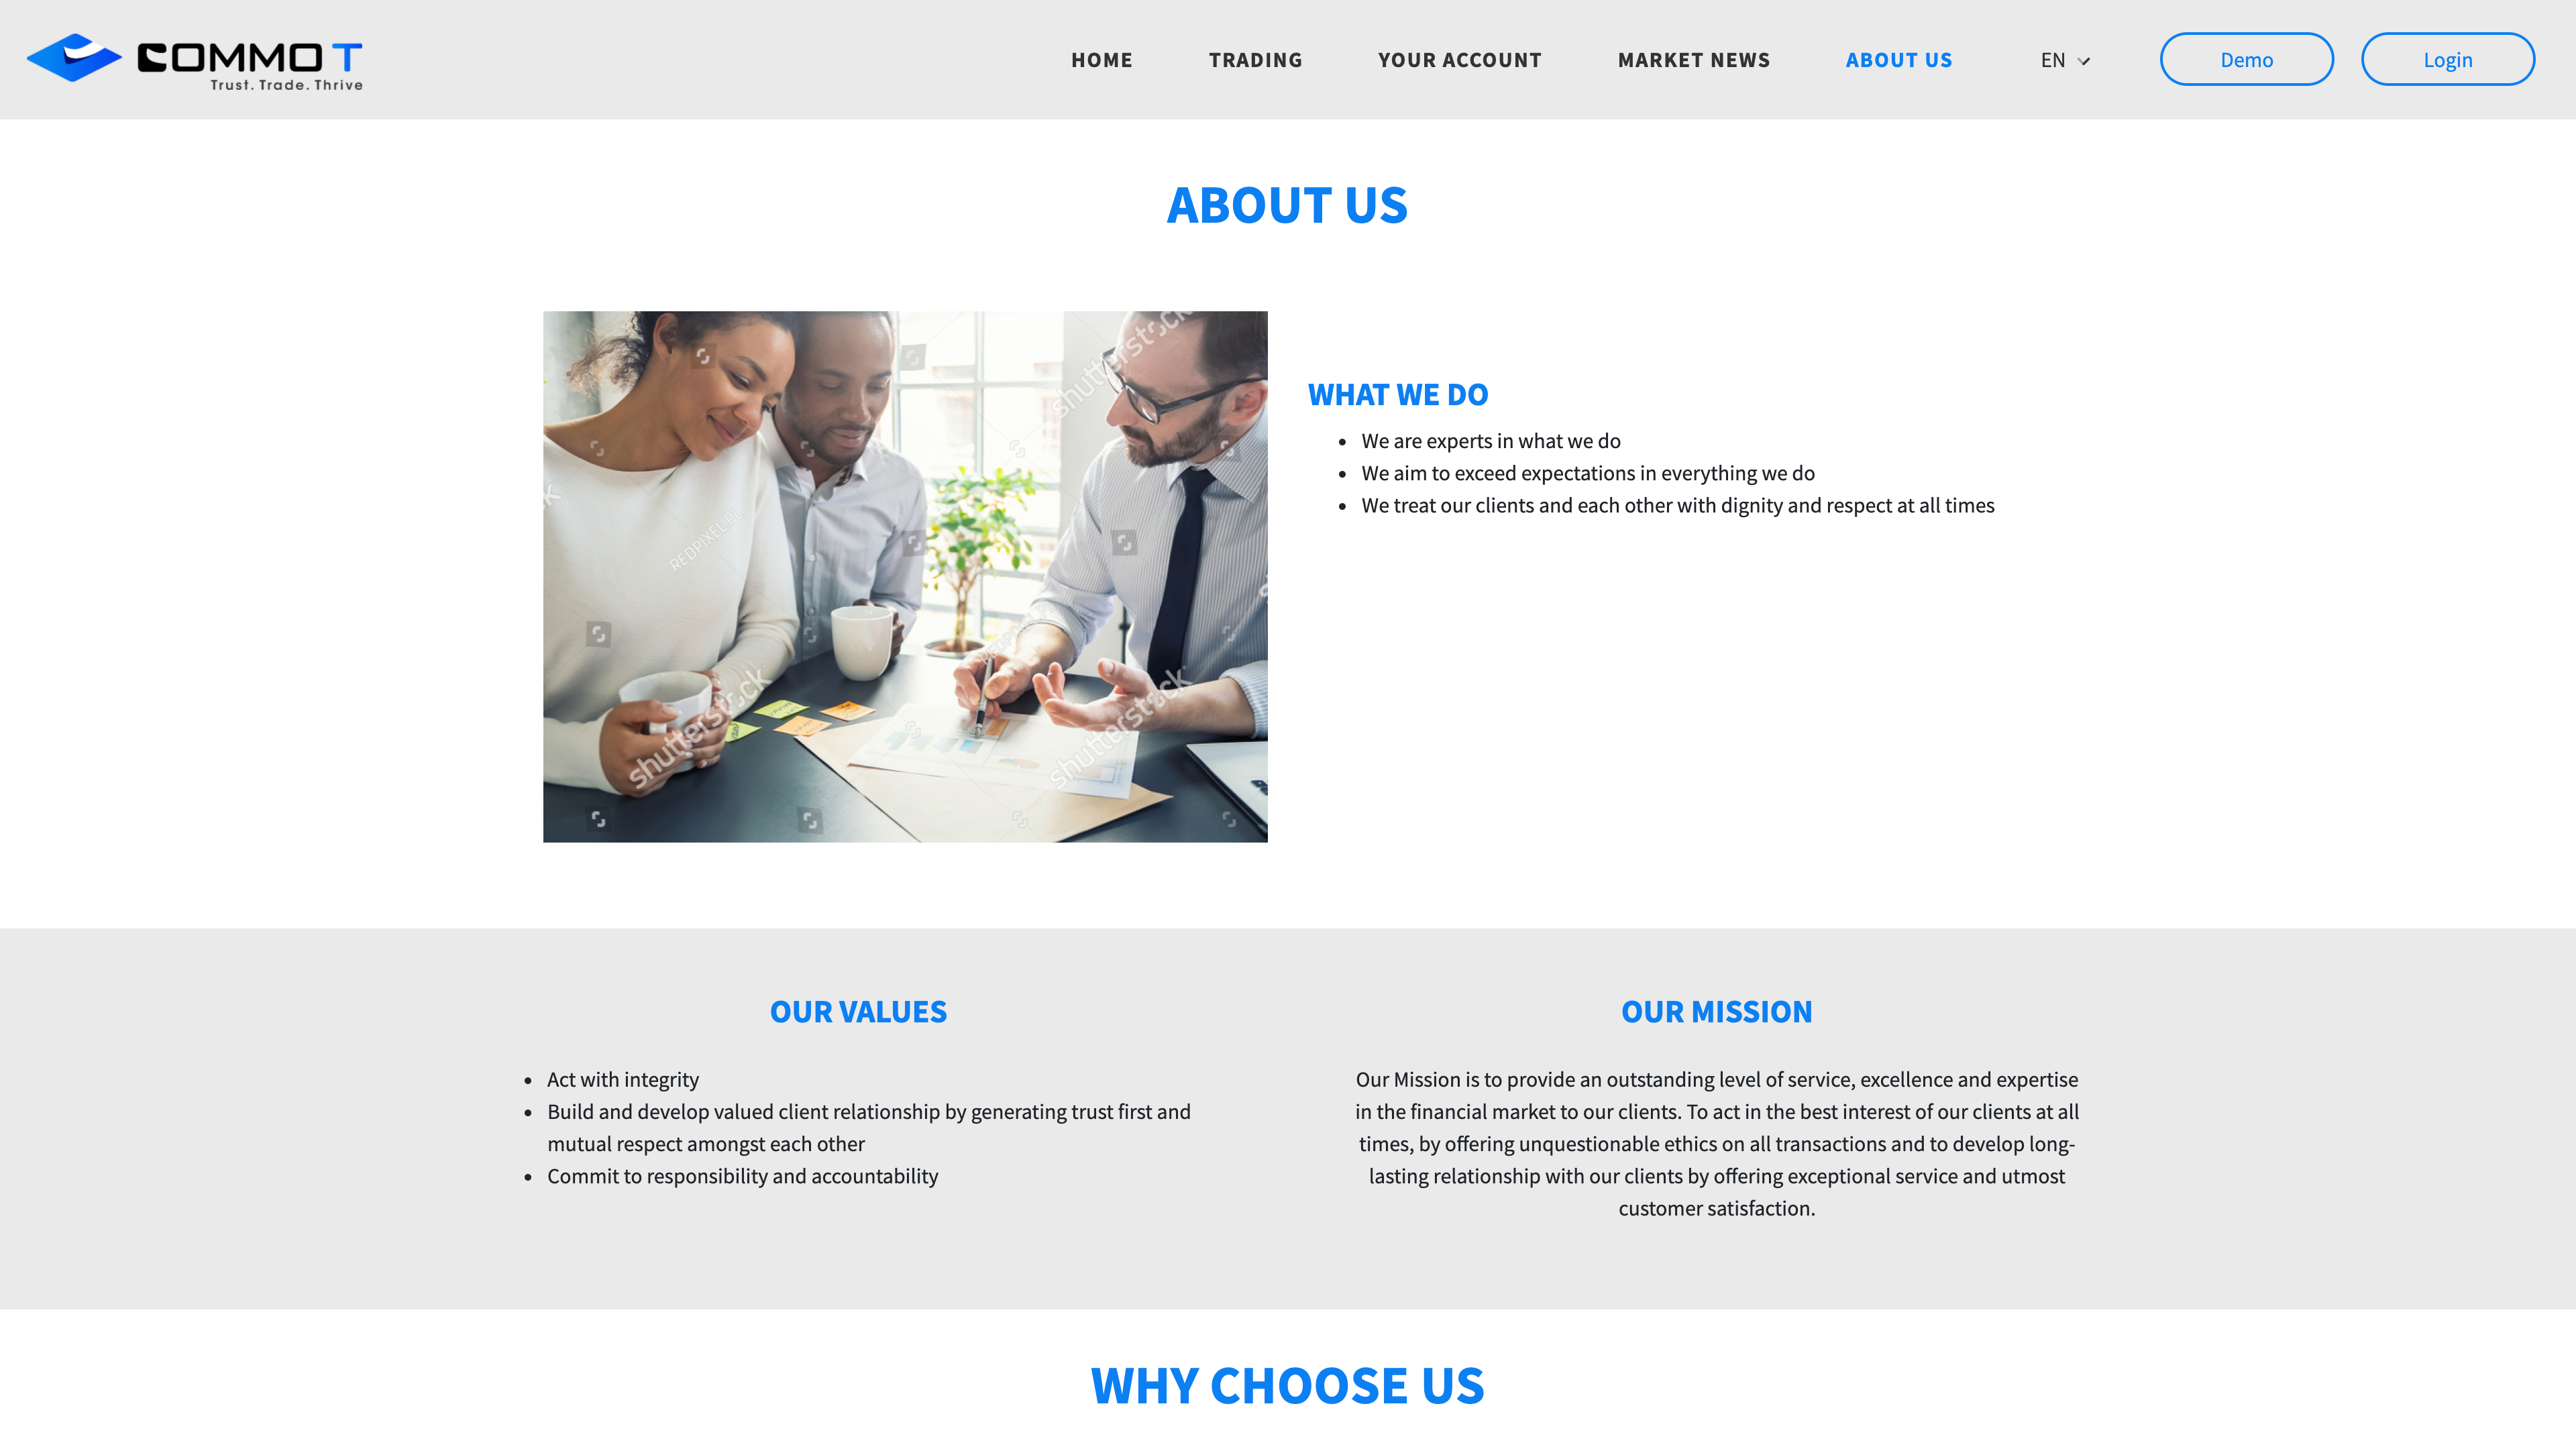 COMMO T
Trust. Trade. Thrive
HOME
TRADING
YOUR ACCOUNT
MARKET NEWS
ABOUT US
EN
Demo
Login
ABOUT US
shutterstock
REDPIXEL.PL
shutterstock
shutterstock
WHAT WE DO
We are experts in what we do
We aim to exceed expectations in everything we do
We treat our clients and each other with dignity and respect at all times
OUR VALUES
Act with integrity
Build and develop valued client relationship by generating trust first and
mutual respect amongst each other
Commit to responsibility and accountability
OUR MISSION
Our Mission is to provide an outstanding level of service, excellence and expertise
in the financial market to our clients. To act in the best interest of our clients at all
times, by offering unquestionable ethics on all transactions and to develop long-
lasting relationship with our clients by offering exceptional service and utmost
customer satisfaction.
WHY CHOOSE US